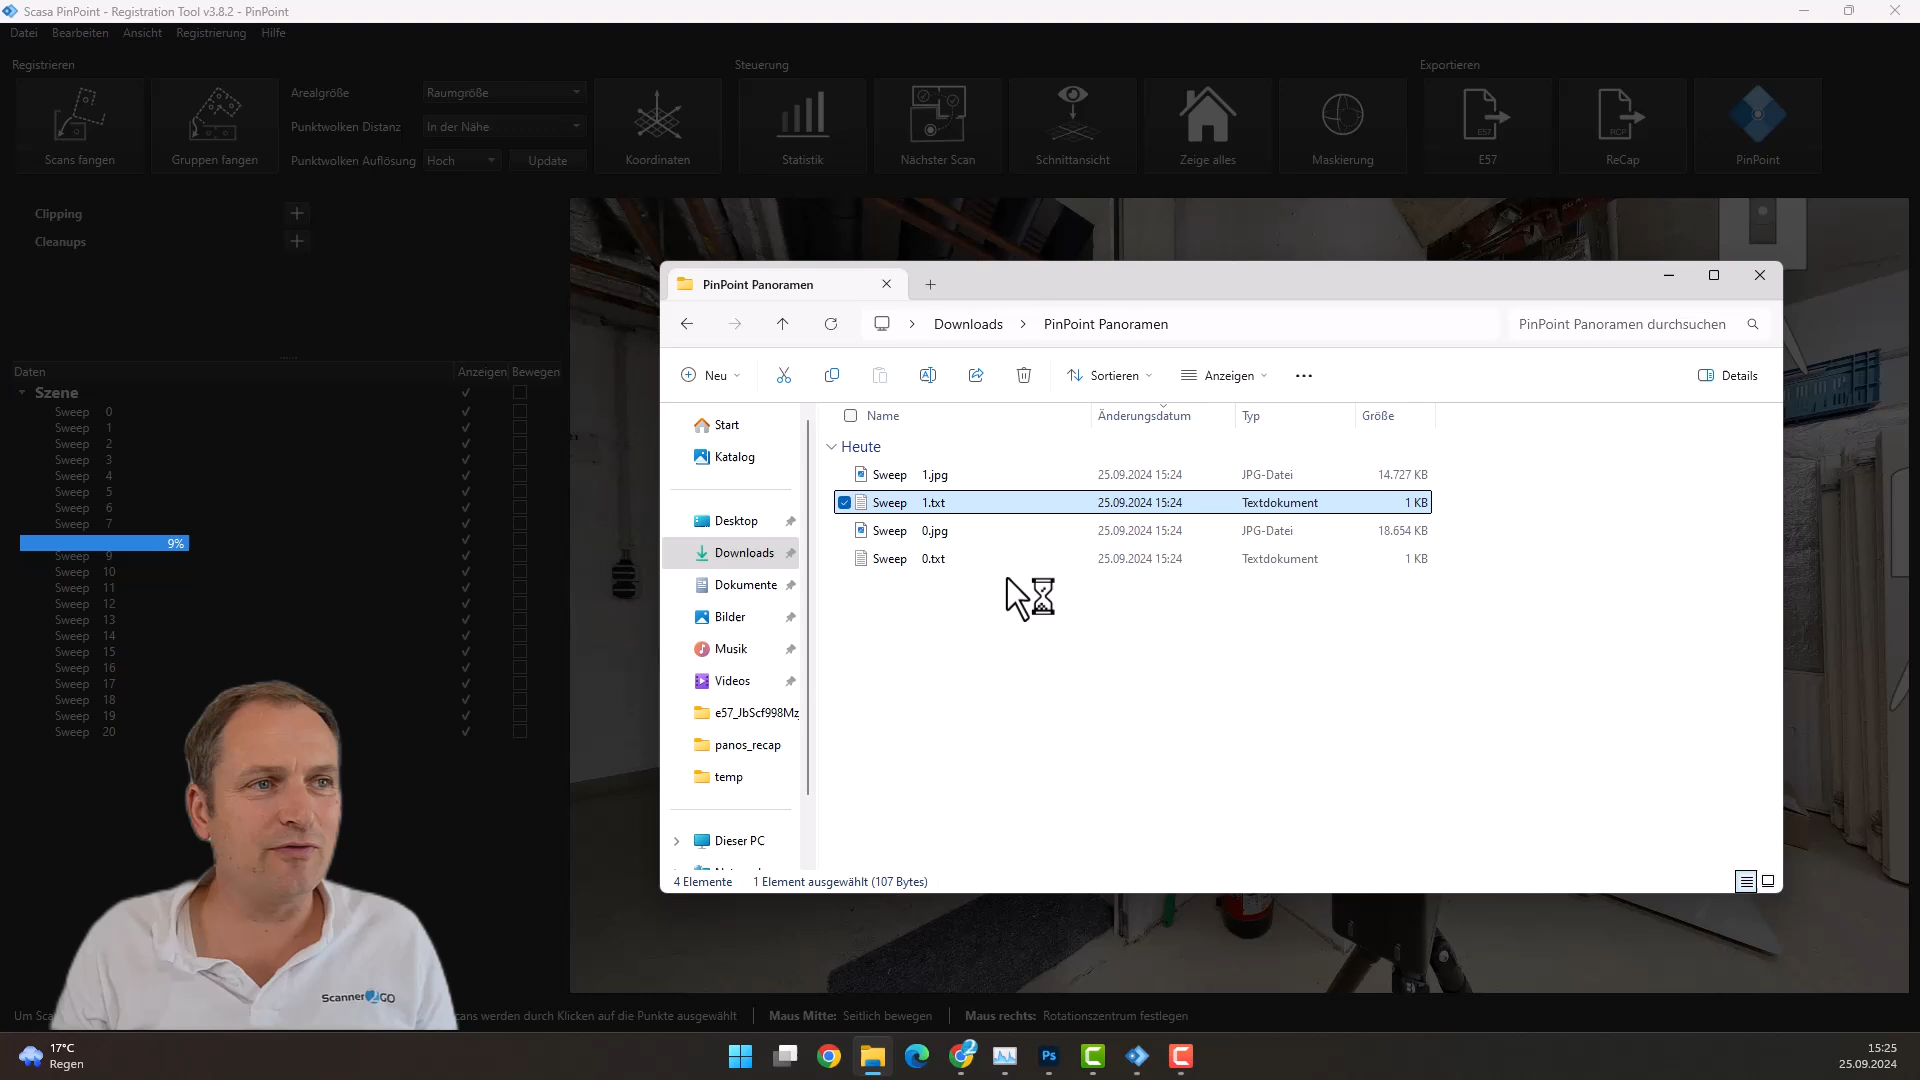 Scasa PinPoint - Registration Tool v3.8.2 - PinPoint
Datei Bearbeiten Ansicht Registrierung Hilfe
Registrieren
Steuerung
Exportieren
Scans fangen
Gruppen fangen
Arealgröße Raumgröße
Punktwolken Distanz In der Nähe
Punktwolken Auflösung Hoch Update
Koordinaten
Statistik
Nächster Scan
Schnittansicht
Zeige alles
Maskierung
E57
E57
RCP
ReCap
PinPoint
Clipping
Cleanups
Daten Anzeigen Bewegen
Szene
Sweep 0
Sweep 1
Sweep 2
Sweep 3
Sweep 4
Sweep 5
Sweep 6
Sweep 7
9%
Sweep 9
Sweep 10
Sweep 11
Sweep 12
Sweep 13
Sweep 14
Sweep 15
Sweep 16
Sweep 17
Sweep 18
Sweep 19
Sweep 20
PinPoint Panoramen
Downloads PinPoint Panoramen
PinPoint Panoramen durchsuchen
Neu Sortieren Anzeigen Details
Start
Katalog
Desktop
Downloads
Dokumente
Bilder
Musik
Videos
e57_JbScf998Mz
panos_recap
temp
Dieser PC
Name Änderungsdatum Typ Größe
Heute
Sweep 1.jpg 25.09.2024 15:24 JPG-Datei 14.727 KB
Sweep 1.txt 25.09.2024 15:24 Textdokument 1 KB
Sweep 0.jpg 25.09.2024 15:24 JPG-Datei 18.654 KB
Sweep 0.txt 25.09.2024 15:24 Textdokument 1 KB
4 Elemente 1 Element ausgewählt (107 Bytes)
Scanner2GO
Um werden durch Klicken auf die Punkte ausgewählt Maus Mitte: Seitlich bewegen Maus rechts: Rotationszentrum festlegen
17°C
Regen
2
Ps
15:25
25.09.2024